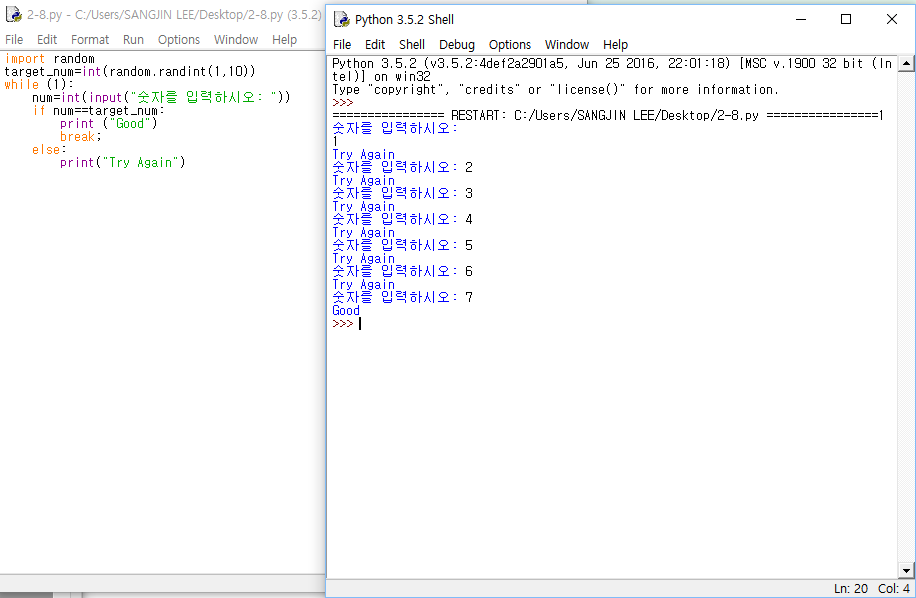 2-8.py - C:/Users/SANGJIN LEE/Desktop/2-8.py (3.5.2)
File Edit Format Run Options Window Help
import random
target_num=int(random.randint(1,10))
while (1):
    num=int(input("숫자를 입력하시오: "))
    if num==target_num:
        print ("Good")
        break;
    else:
        print("Try Again")
Python 3.5.2 Shell
File Edit Shell Debug Options Window Help
Python 3.5.2 (v3.5.2:4def2a2901a5, Jun 25 2016, 22:01:18) [MSC v.1900 32 bit (In
tel)] on win32
Type "copyright", "credits" or "license()" for more information.
>>>
================ RESTART: C:/Users/SANGJIN LEE/Desktop/2-8.py ================1
숫자를 입력하시오:
1
Try Again
숫자를 입력하시오: 2
Try Again
숫자를 입력하시오: 3
Try Again
숫자를 입력하시오: 4
Try Again
숫자를 입력하시오: 5
Try Again
숫자를 입력하시오: 6
Try Again
숫자를 입력하시오: 7
Good
>>>
Ln: 20 Col: 4